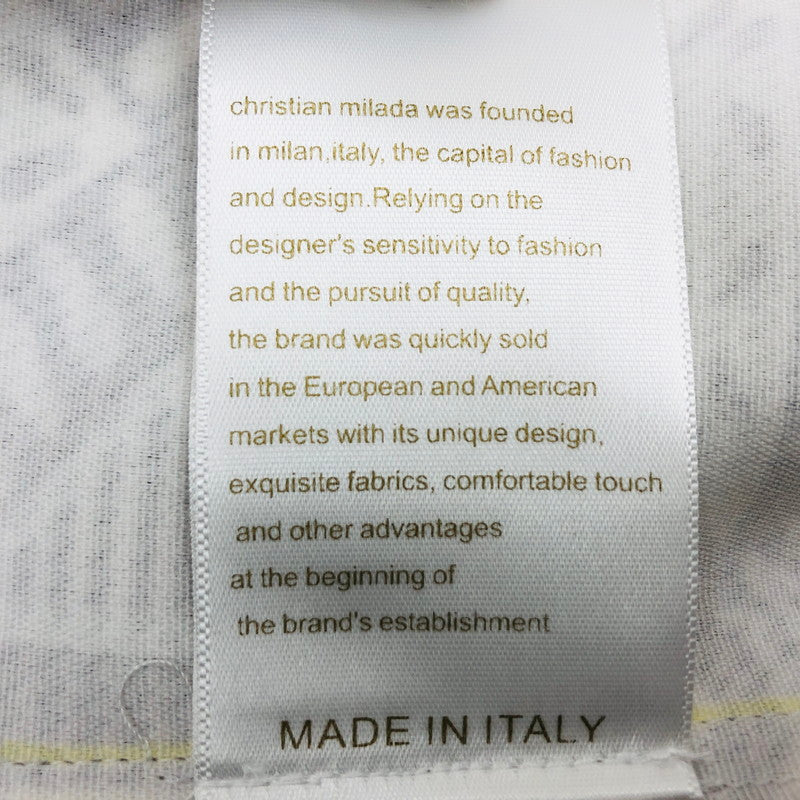 christian milada was founded
in milan,italy, the capital of fashion
and design.Relying on the
designer's sensitivity to fashion
and the pursuit of quality,
the brand was quickly sold
in the European and American
markets with its unique design,
exquisite fabrics, comfortable touch
and other advantages
at the beginning of
the brand's establishment
MADE IN ITALY